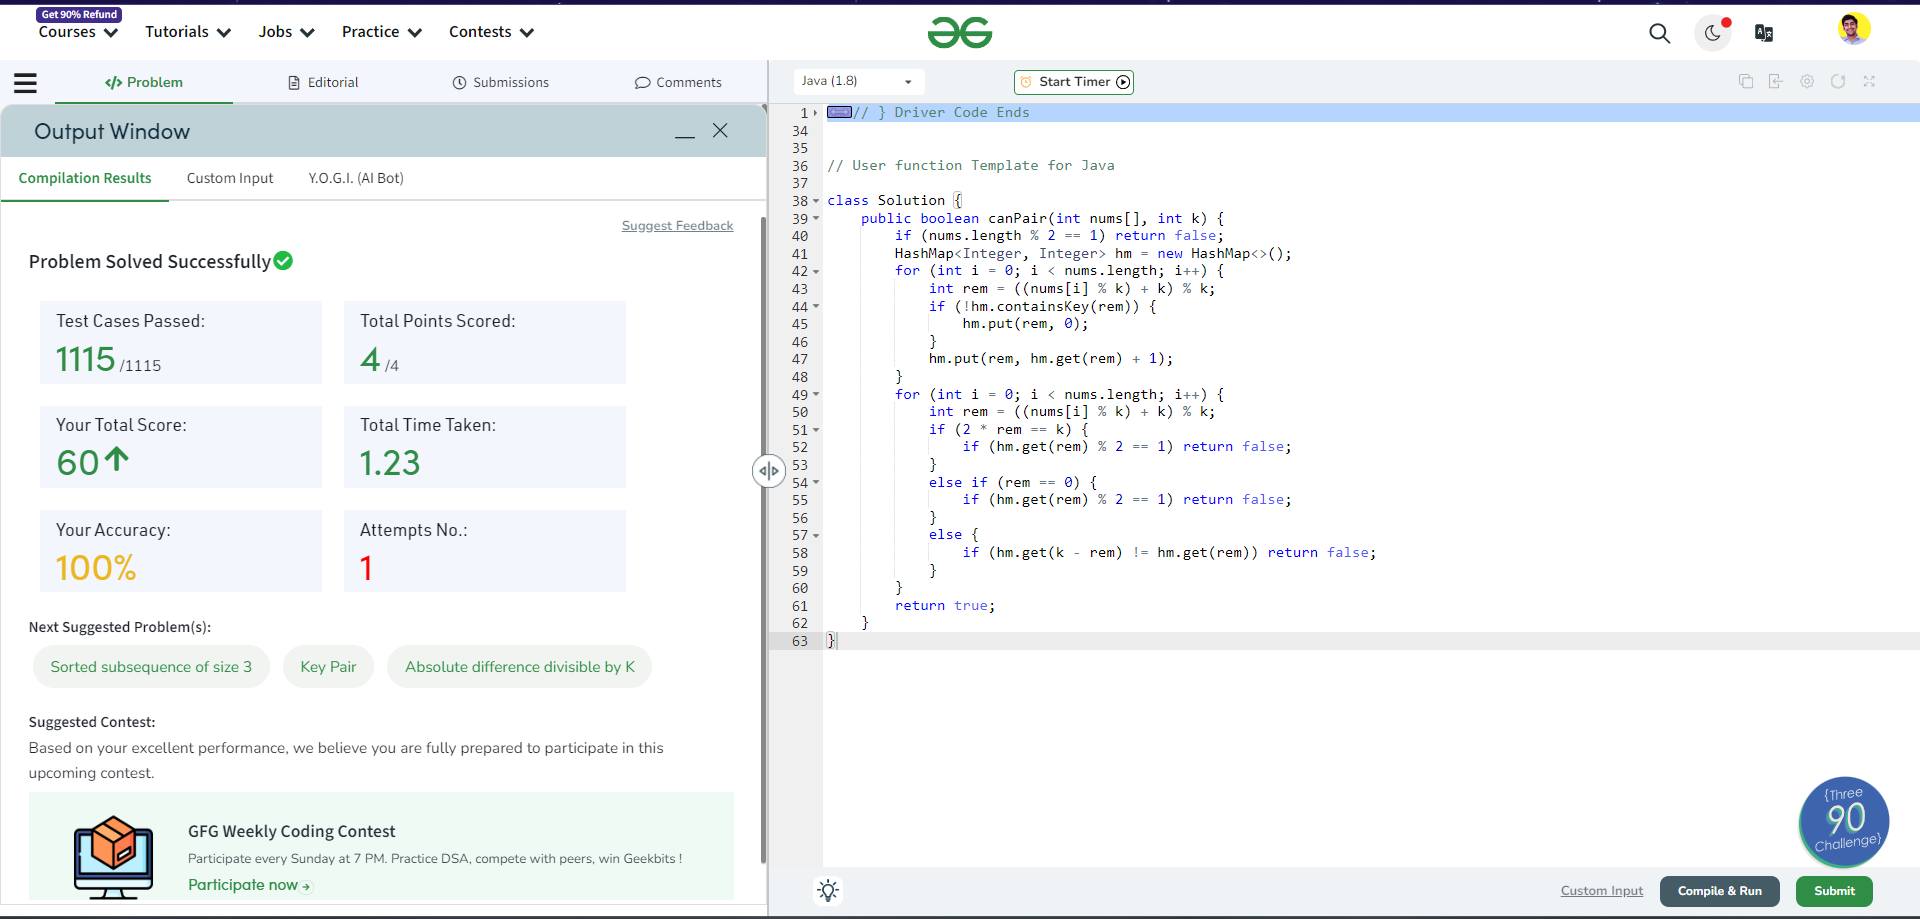 Get 90% Refund
Courses Tutorials Jobs Practice Contests
</> Problem Editorial Submissions Comments
Output Window
Compilation Results Custom Input Y.O.G.I. (AI Bot)
Suggest Feedback
Problem Solved Successfully
Test Cases Passed:
1115 /1115
Total Points Scored:
4 /4
Your Total Score:
60
Total Time Taken:
1.23
Your Accuracy:
100%
Attempts No.:
1
Next Suggested Problem(s):
Sorted subsequence of size 3 Key Pair Absolute difference divisible by K
Suggested Contest:
Based on your excellent performance, we believe you are fully prepared to participate in this
upcoming contest.
GFG Weekly Coding Contest
Participate every Sunday at 7 PM. Practice DSA, compete with peers, win Geekbits !
Participate now
Java (1.8) Start Timer
1 // } Driver Code Ends
34
35
36 // User function Template for Java
37
38 class Solution {
39     public boolean canPair(int nums[], int k) {
40         if (nums.length % 2 == 1) return false;
41         HashMap<Integer, Integer> hm = new HashMap<>();
42         for (int i = 0; i < nums.length; i++) {
43             int rem = ((nums[i] % k) + k) % k;
44             if (!hm.containsKey(rem)) {
45                 hm.put(rem, 0);
46             }
47             hm.put(rem, hm.get(rem) + 1);
48         }
49         for (int i = 0; i < nums.length; i++) {
50             int rem = ((nums[i] % k) + k) % k;
51             if (2 * rem == k) {
52                 if (hm.get(rem) % 2 == 1) return false;
53             }
54             else if (rem == 0) {
55                 if (hm.get(rem) % 2 == 1) return false;
56             }
57             else {
58                 if (hm.get(k - rem) != hm.get(rem)) return false;
59             }
60         }
61         return true;
62     }
63 }
{Three
90
Challenge}
Custom Input Compile & Run Submit